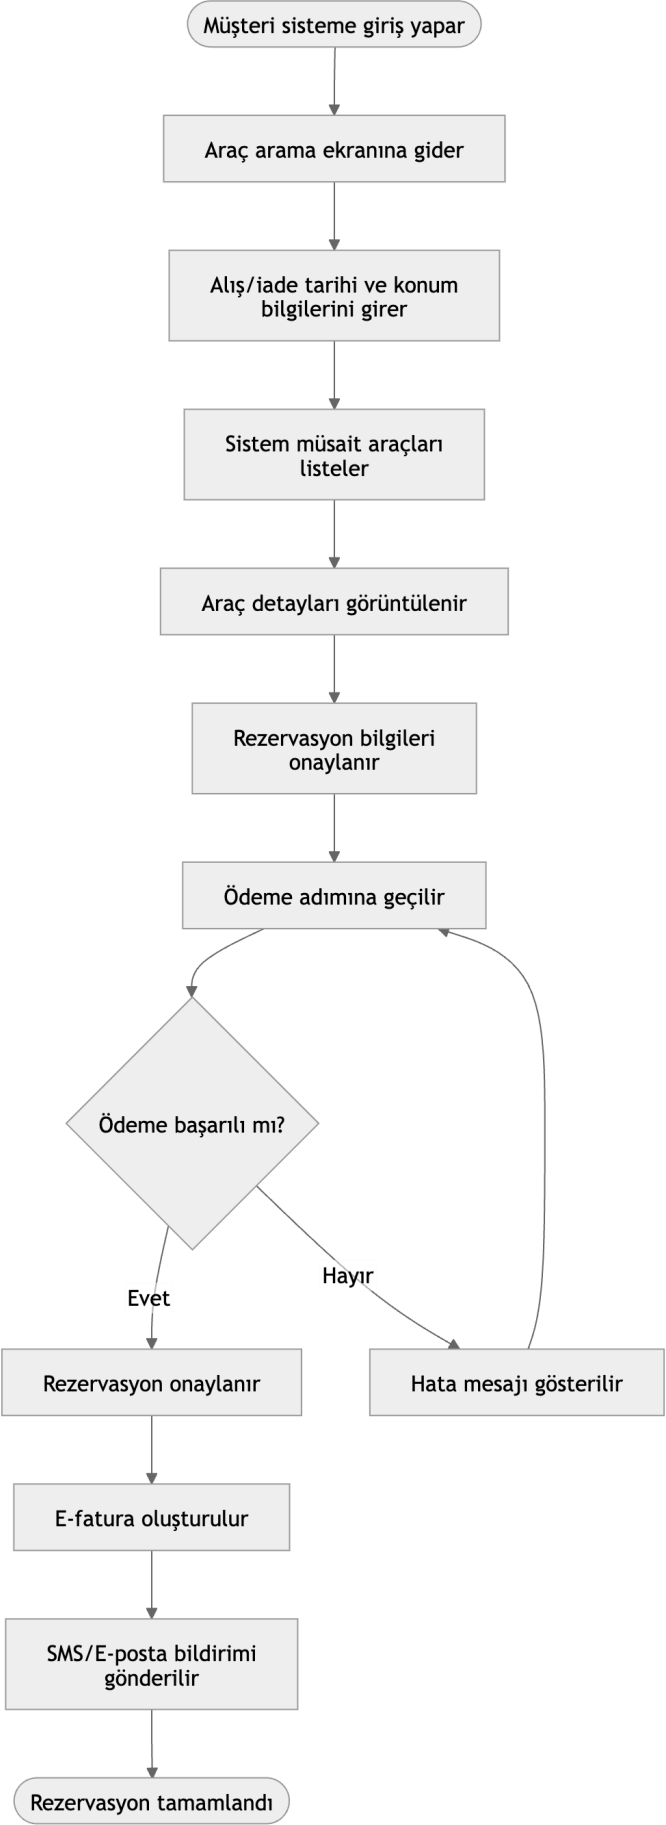 Müşteri sisteme giriş yapar
Araç arama ekranına gider
Alış/iade tarihi ve konum
bilgilerini girer
Sistem müsait araçları
listeler
Araç detayları görüntülenir
Rezervasyon bilgileri
onaylanır
Ödeme adımına geçilir
Ödeme başarılı mı?
Hayır
Evet
Rezervasyon onaylanır
Hata mesajı gösterilir
E-fatura oluşturulur
SMS/E-posta bildirimi
gönderilir
Rezervasyon tamamlandı